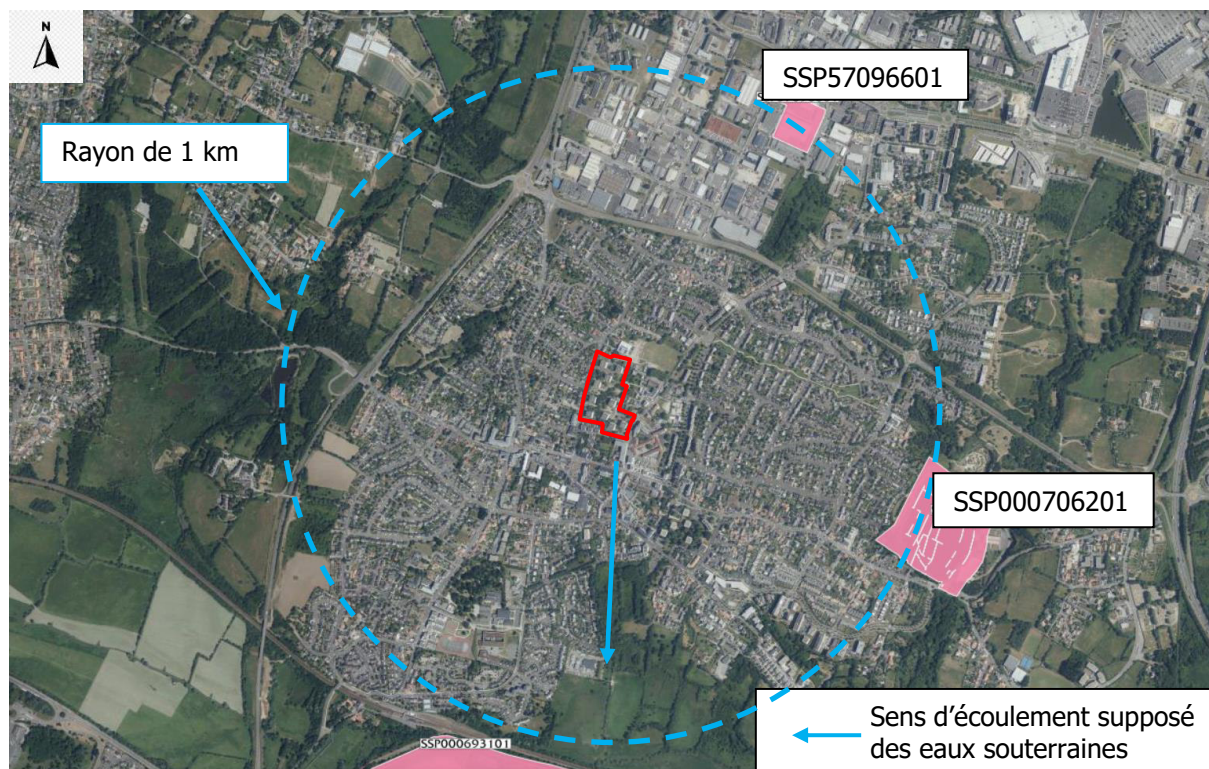 N
SSP57096601
Rayon de 1 km
SSP000706201
Sens d’écoulement supposé
des eaux souterraines
SSP000693101